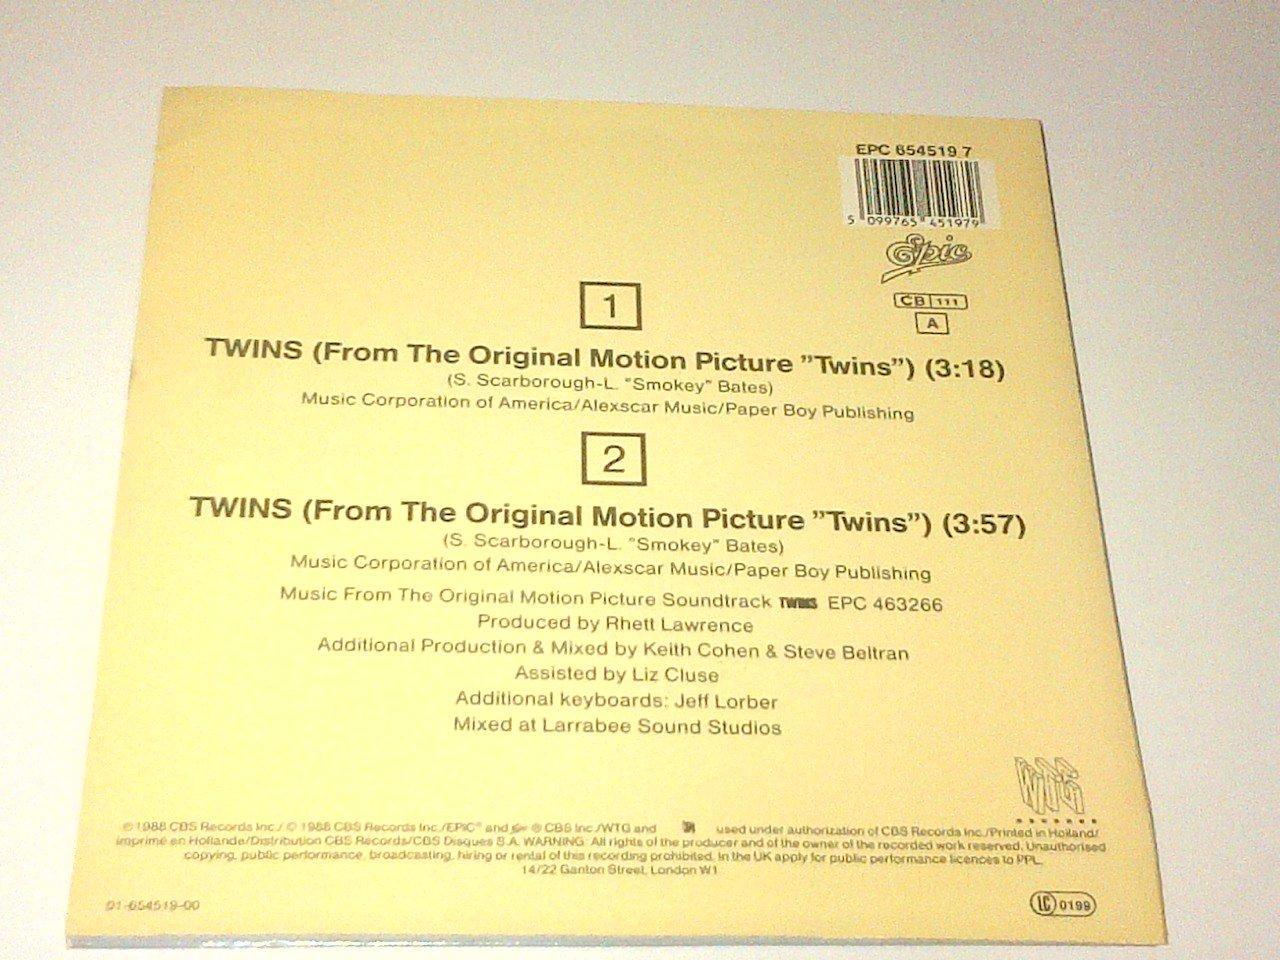 EPC 654519 7
5 099765 451979
Epic
CB 111
A
1
TWINS (From The Original Motion Picture ”Twins”) (3:18)
(S. Scarborough-L. "Smokey" Bates)
Music Corporation of America/Alexscar Music/Paper Boy Publishing
2
TWINS (From The Original Motion Picture ”Twins”) (3:57)
(S. Scarborough-L. "Smokey" Bates)
Music Corporation of America/Alexscar Music/Paper Boy Publishing
Music From The Original Motion Picture Soundtrack TWINS EPC 463266
Produced by Rhett Lawrence
Additional Production & Mixed by Keith Cohen & Steve Beltran
Assisted by Liz Cluse
Additional keyboards: Jeff Lorber
Mixed at Larrabee Sound Studios
WTG
℗ 1988 CBS Records Inc./ © 1988 CBS Records Inc./EPIC® and ® CBS Inc./WTG and used under authorization of CBS Records Inc./Printed in Holland/
imprimé en Hollande/Distribution CBS Records/CBS Disques S.A. WARNING: All rights of the producer and of the owner of the recorded work reserved. Unauthorised
copying, public performance, broadcasting, hiring or rental of this recording prohibited. In the UK apply for public performance licences to PPL,
14/22 Ganton Street, London W1
01-654519-00
LC 0199